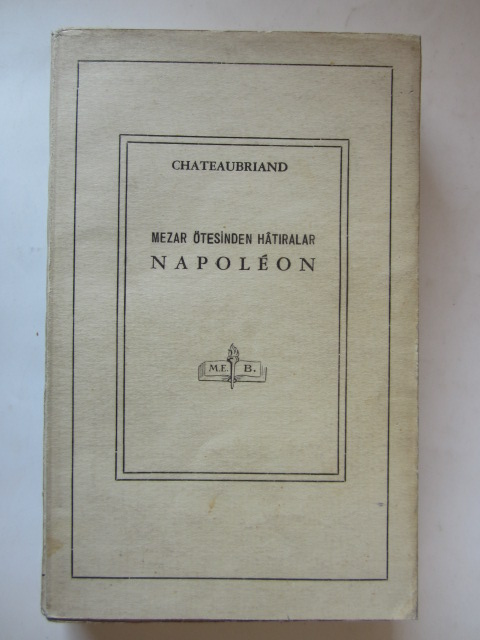 CHATEAUBRIAND
MEZAR ÖTESİNDEN HÂTIRALAR
NAPOLÉON
M.E. B.